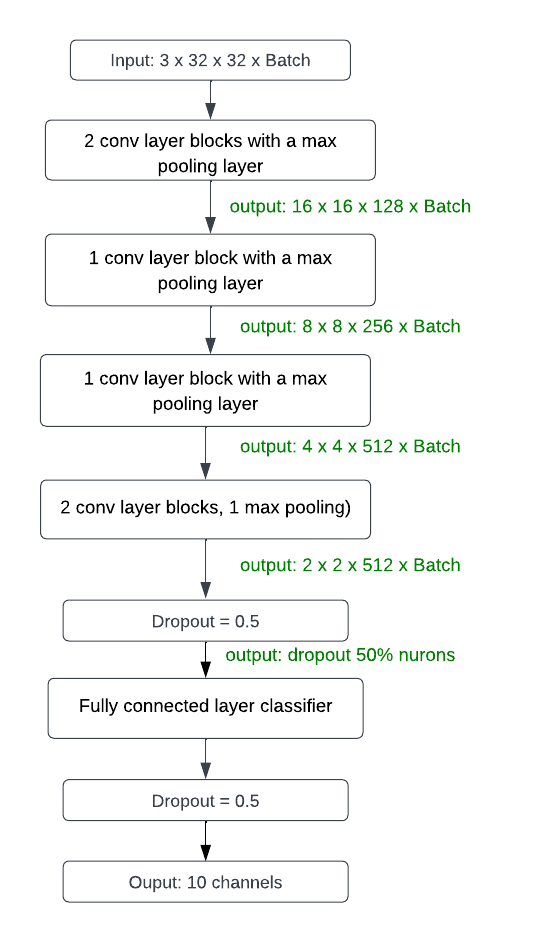 Input: 3 x 32 x 32 x Batch
2 conv layer blocks with a max
pooling layer
output: 16 x 16 x 128 x Batch
1 conv layer block with a max
pooling layer
output: 8 x 8 x 256 x Batch
1 conv layer block with a max
pooling layer
output: 4 x 4 x 512 x Batch
2 conv layer blocks, 1 max pooling)
output: 2 x 2 x 512 x Batch
Dropout = 0.5
output: dropout 50% nurons
Fully connected layer classifier
Dropout = 0.5
Ouput: 10 channels